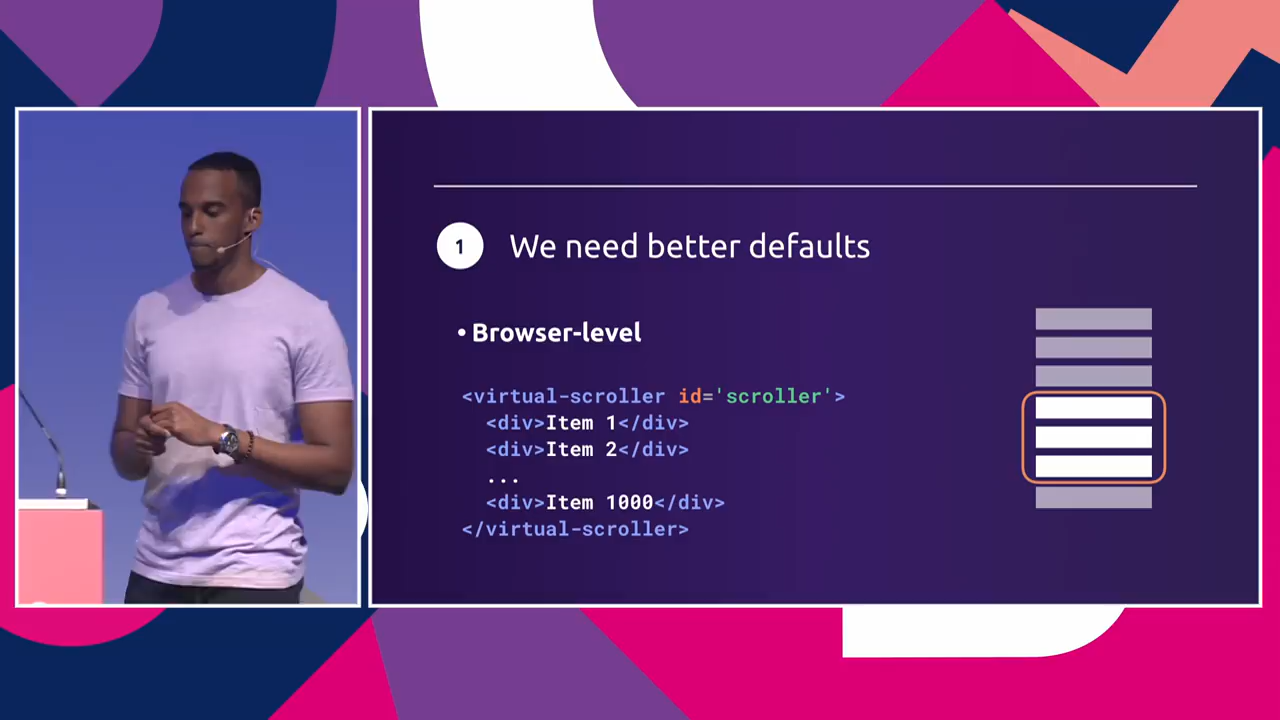 1 We need better defaults
• Browser-level
<virtual-scroller id='scroller'>
<div>Item 1</div>
<div>Item 2</div>
...
<div>Item 1000</div>
</virtual-scroller>